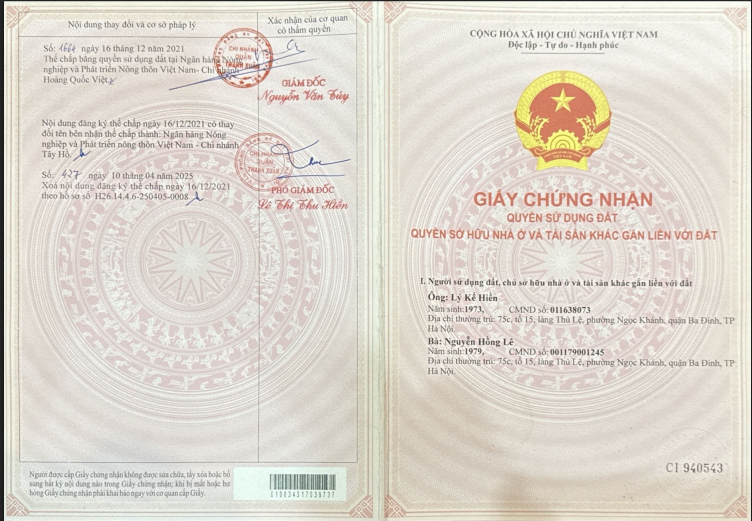 Nội dung thay đổi và cơ sở pháp lý
Xác nhận của cơ quan
có thẩm quyền
Số: 1664 ngày 16 tháng 12 năm 2021
Thế chấp bằng quyền sử dụng đất tại Ngân hàng Nông
nghiệp và Phát triển Nông thôn Việt Nam- Chi nhánh
Hoàng Quốc Việt.
CHI NHÁNH
QUẬN
THANH XUÂN
GIÁM ĐỐC
Nguyễn Văn Túy
Nội dung đăng ký thế chấp ngày 16/12/2021 có thay
đổi tên bên nhận thế chấp thành: Ngân hàng Nông
nghiệp và Phát triển nông thôn Việt Nam - Chi nhánh
Tây Hồ.
Số: 427 ngày 10 tháng 04 năm 2025
Xoá nội dung đăng ký thế chấp ngày 16/12/2021
theo hồ sơ số H26.14.4.6-250405-0008
CHI NHÁNH
QUẬN
THANH XUÂN
PHÓ GIÁM ĐỐC
Lê Thị Thu Hiền
Người được cấp Giấy chứng nhận không được sửa chữa, tẩy xóa hoặc bổ
sung bất kỳ nội dung nào trong Giấy chứng nhận; khi bị mất hoặc hư
hỏng Giấy chứng nhận phải khai báo ngay với cơ quan cấp Giấy.
CỘNG HÒA XÃ HỘI CHỦ NGHĨA VIỆT NAM
Độc lập - Tự do - Hạnh phúc
VIỆT NAM
GIẤY CHỨNG NHẬN
QUYỀN SỬ DỤNG ĐẤT
QUYỀN SỞ HỮU NHÀ Ở VÀ TÀI SẢN KHÁC GẮN LIỀN VỚI ĐẤT
I. Người sử dụng đất, chủ sở hữu nhà ở và tài sản khác gắn liền với đất
Ông: Lý Kế Hiền
Năm sinh:1973, CMND số: 011638073
Địa chỉ thường trú: 75c, tổ 15, làng Thủ Lệ, phường Ngọc Khánh, quận Ba Đình, TP
Hà Nội.
Bà: Nguyễn Hồng Lê
Năm sinh:1979, CMND số: 001179001245
Địa chỉ thường trú: 75c, tổ 15, làng Thủ Lệ, phường Ngọc Khánh, quận Ba Đình, TP
Hà Nội.
CI 940543